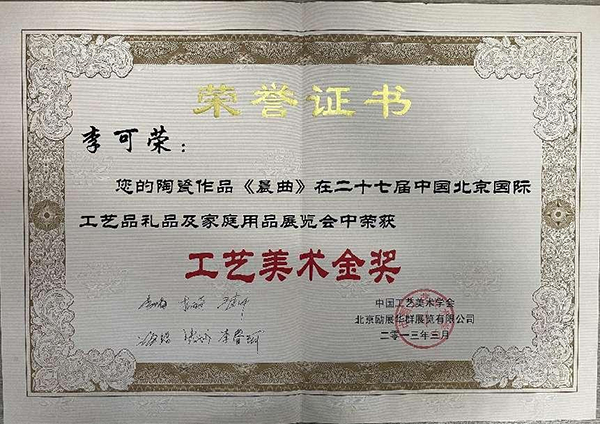 荣誉证书
李可荣：
您的陶瓷作品《晨曲》在二十七届中国北京国际
工艺品礼品及家庭用品展览会中荣获
工艺美术金奖
中国工艺美术学会
北京励展华群展览有限公司
二〇一三年三月